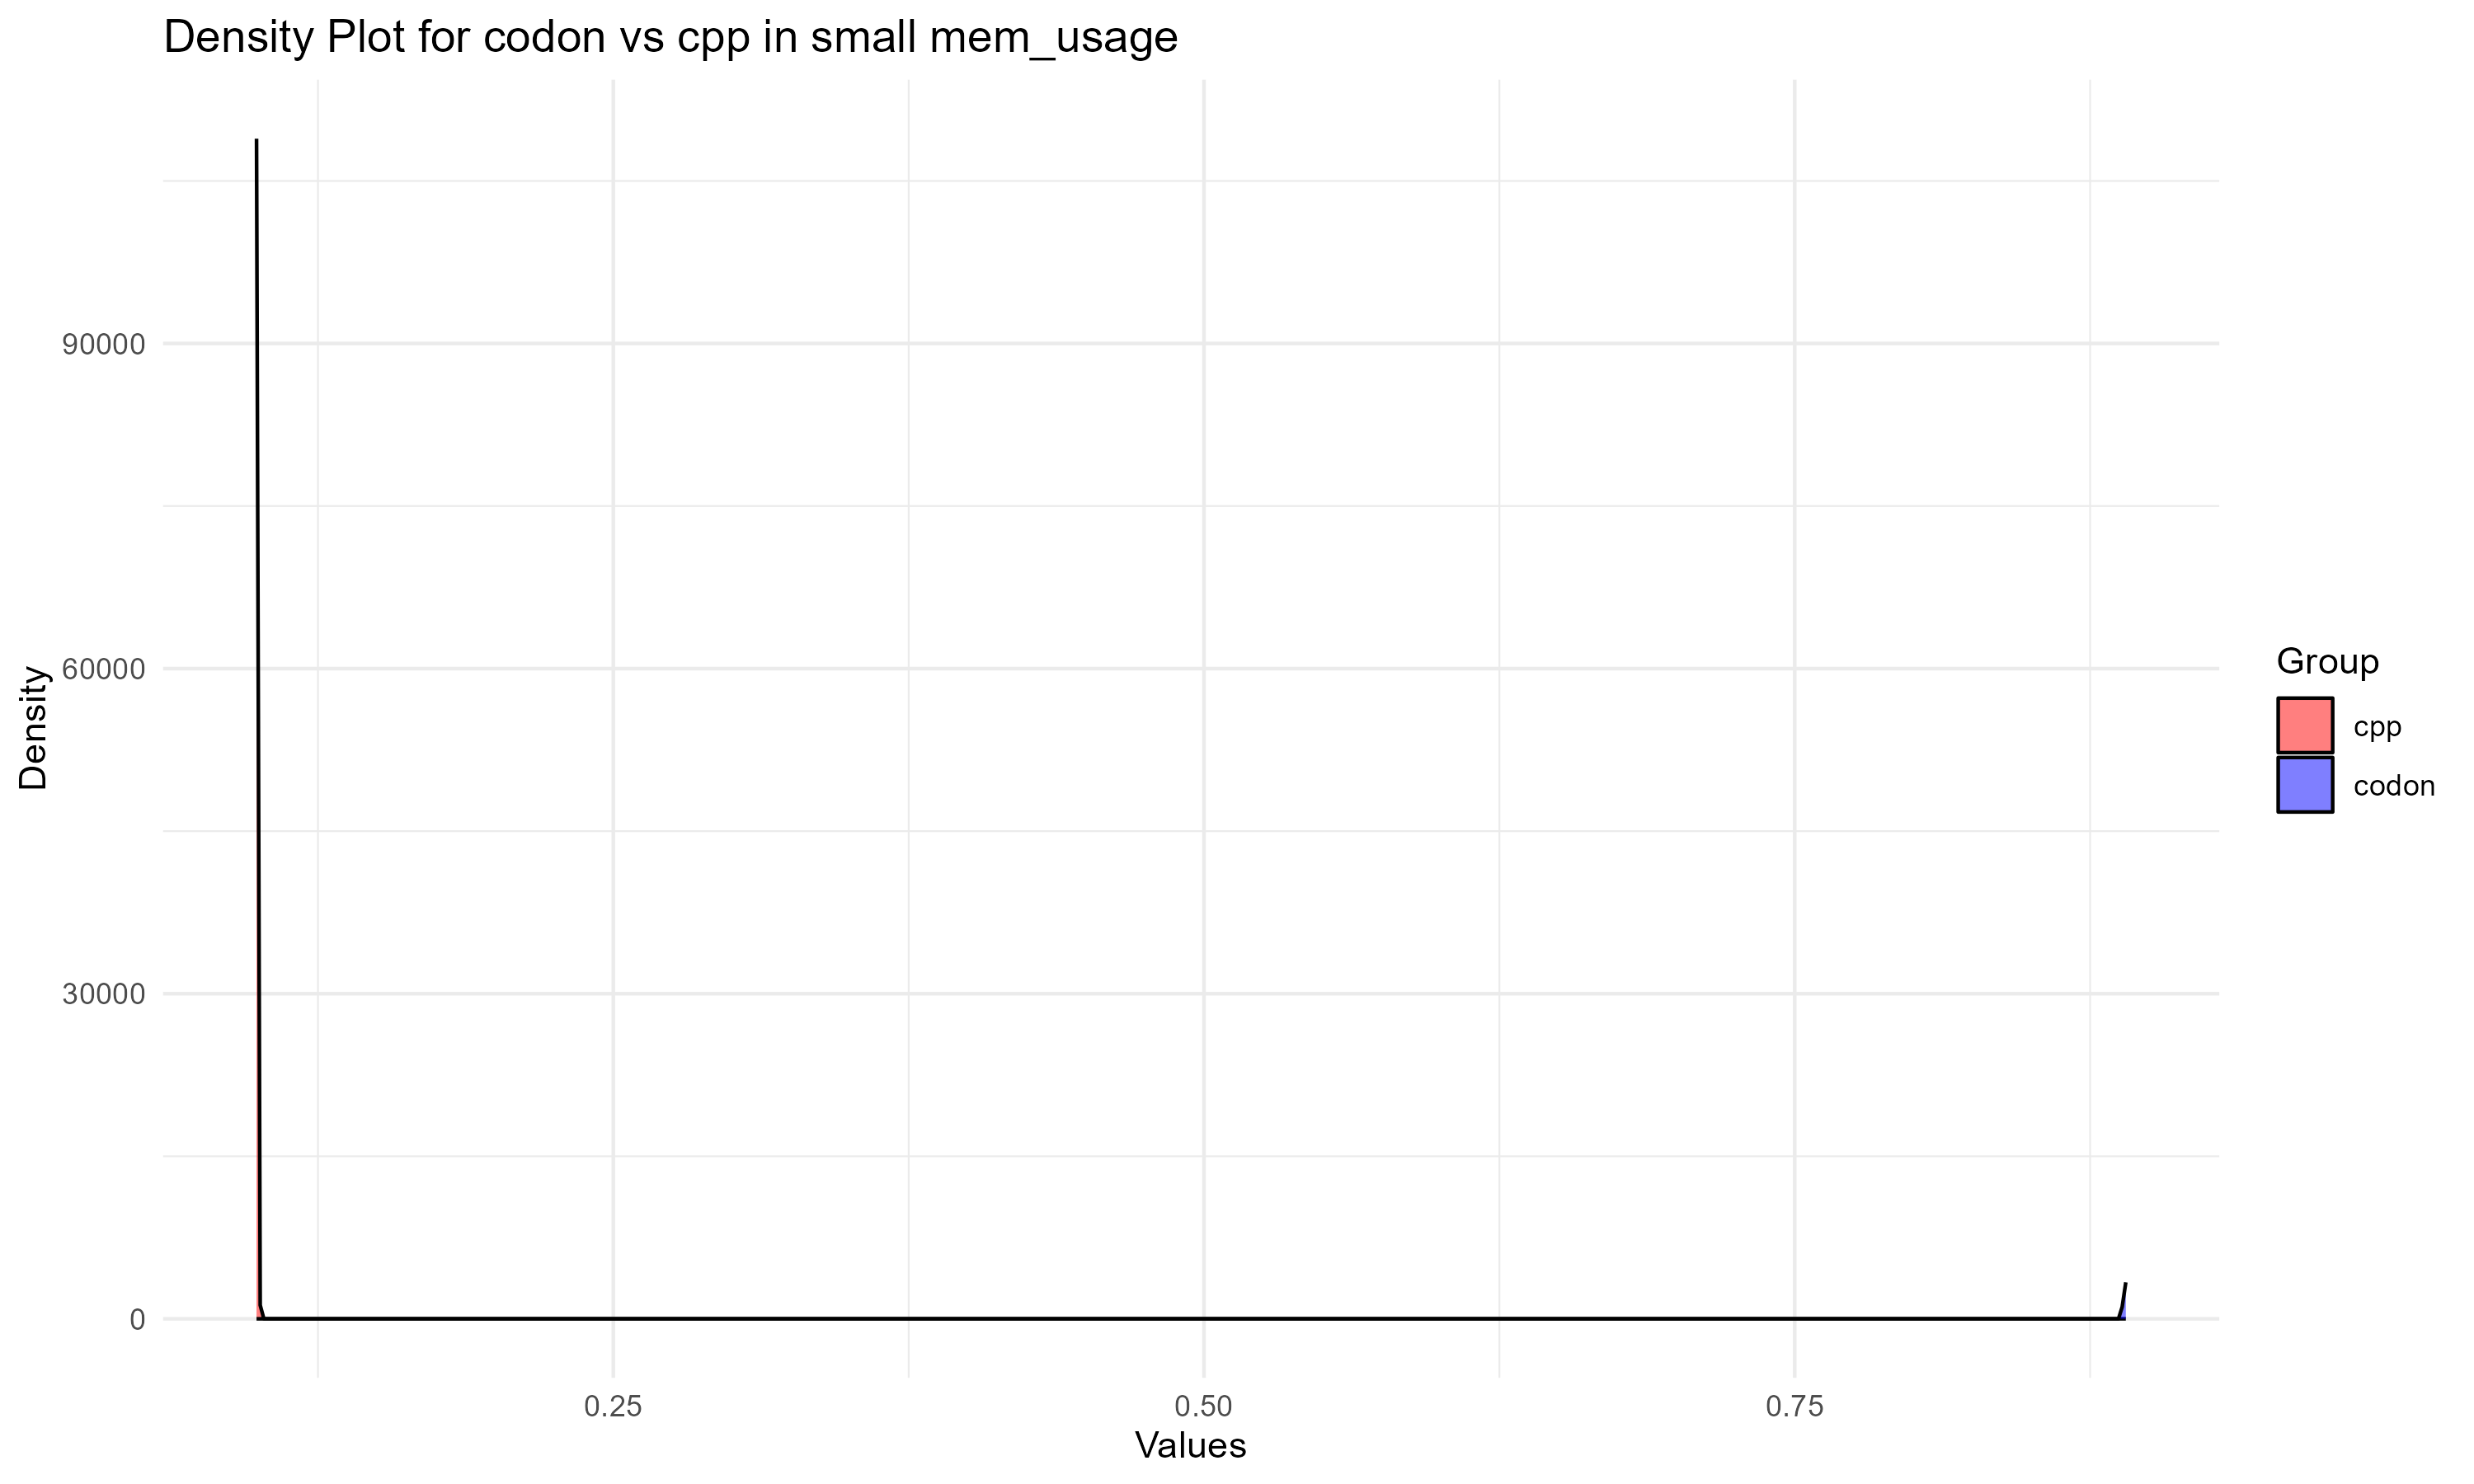 Density Plot for codon vs cpp in small mem_usage
Density
90000
60000
30000
0
0.25 0.50 0.75
Values
Group
cpp
codon